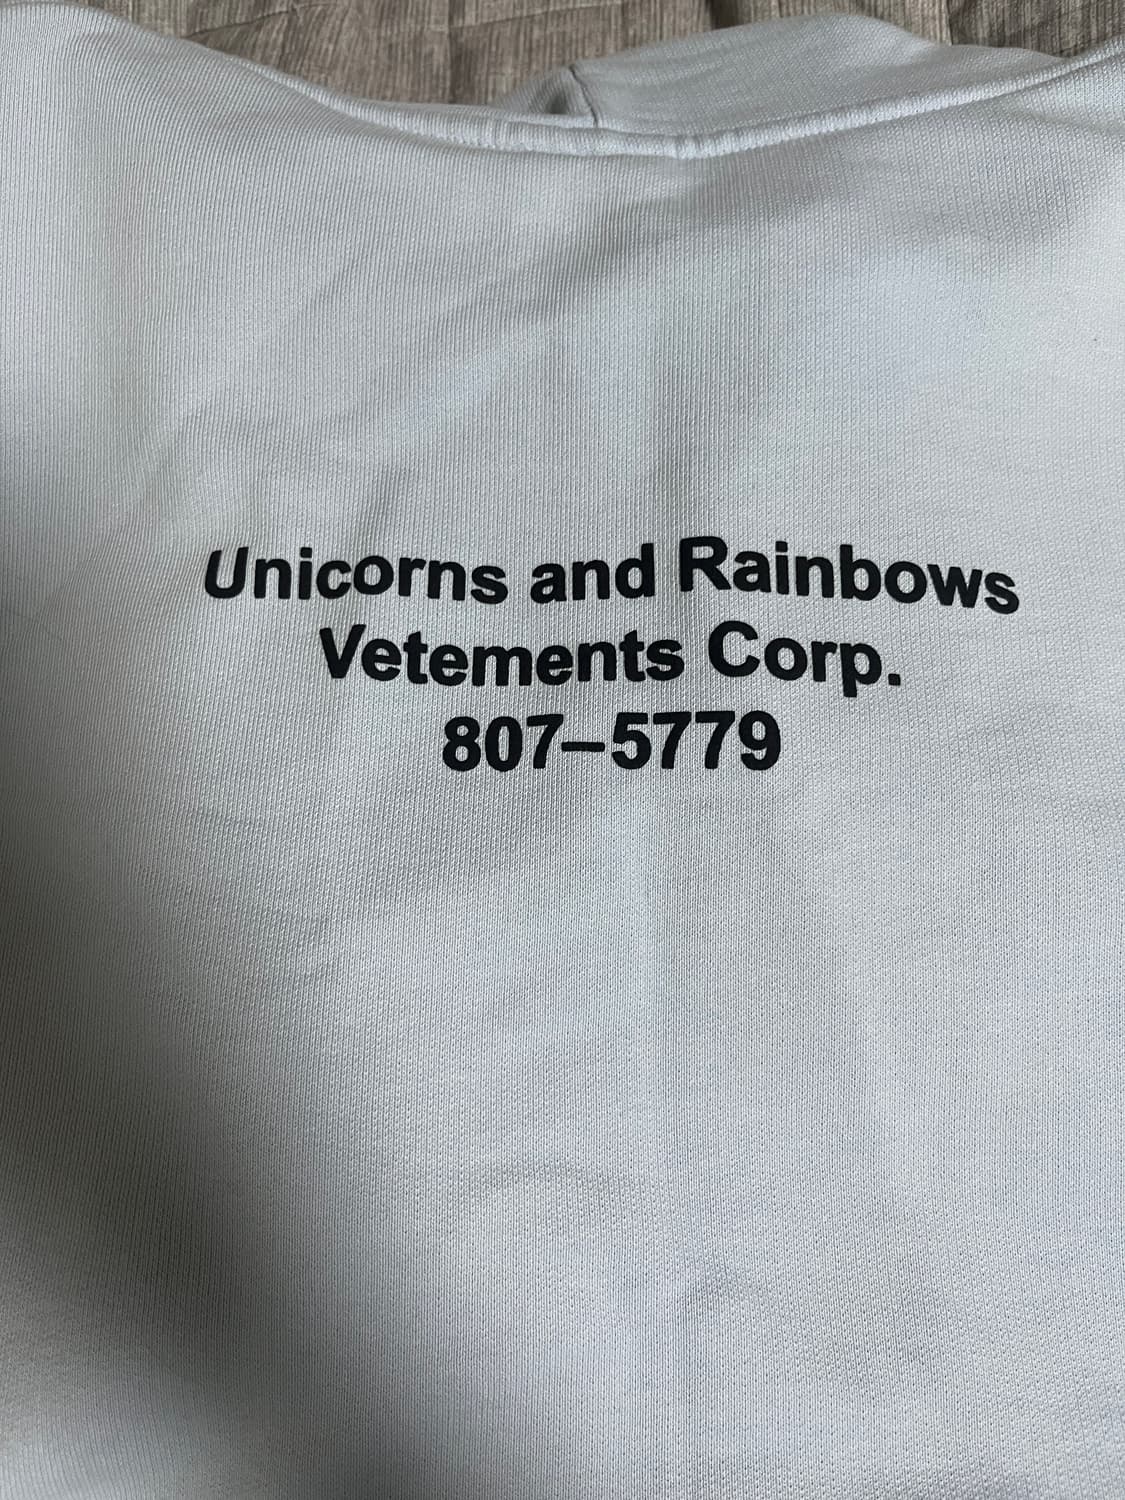 Unicorns and Rainbows
Vetements Corp.
807–5779